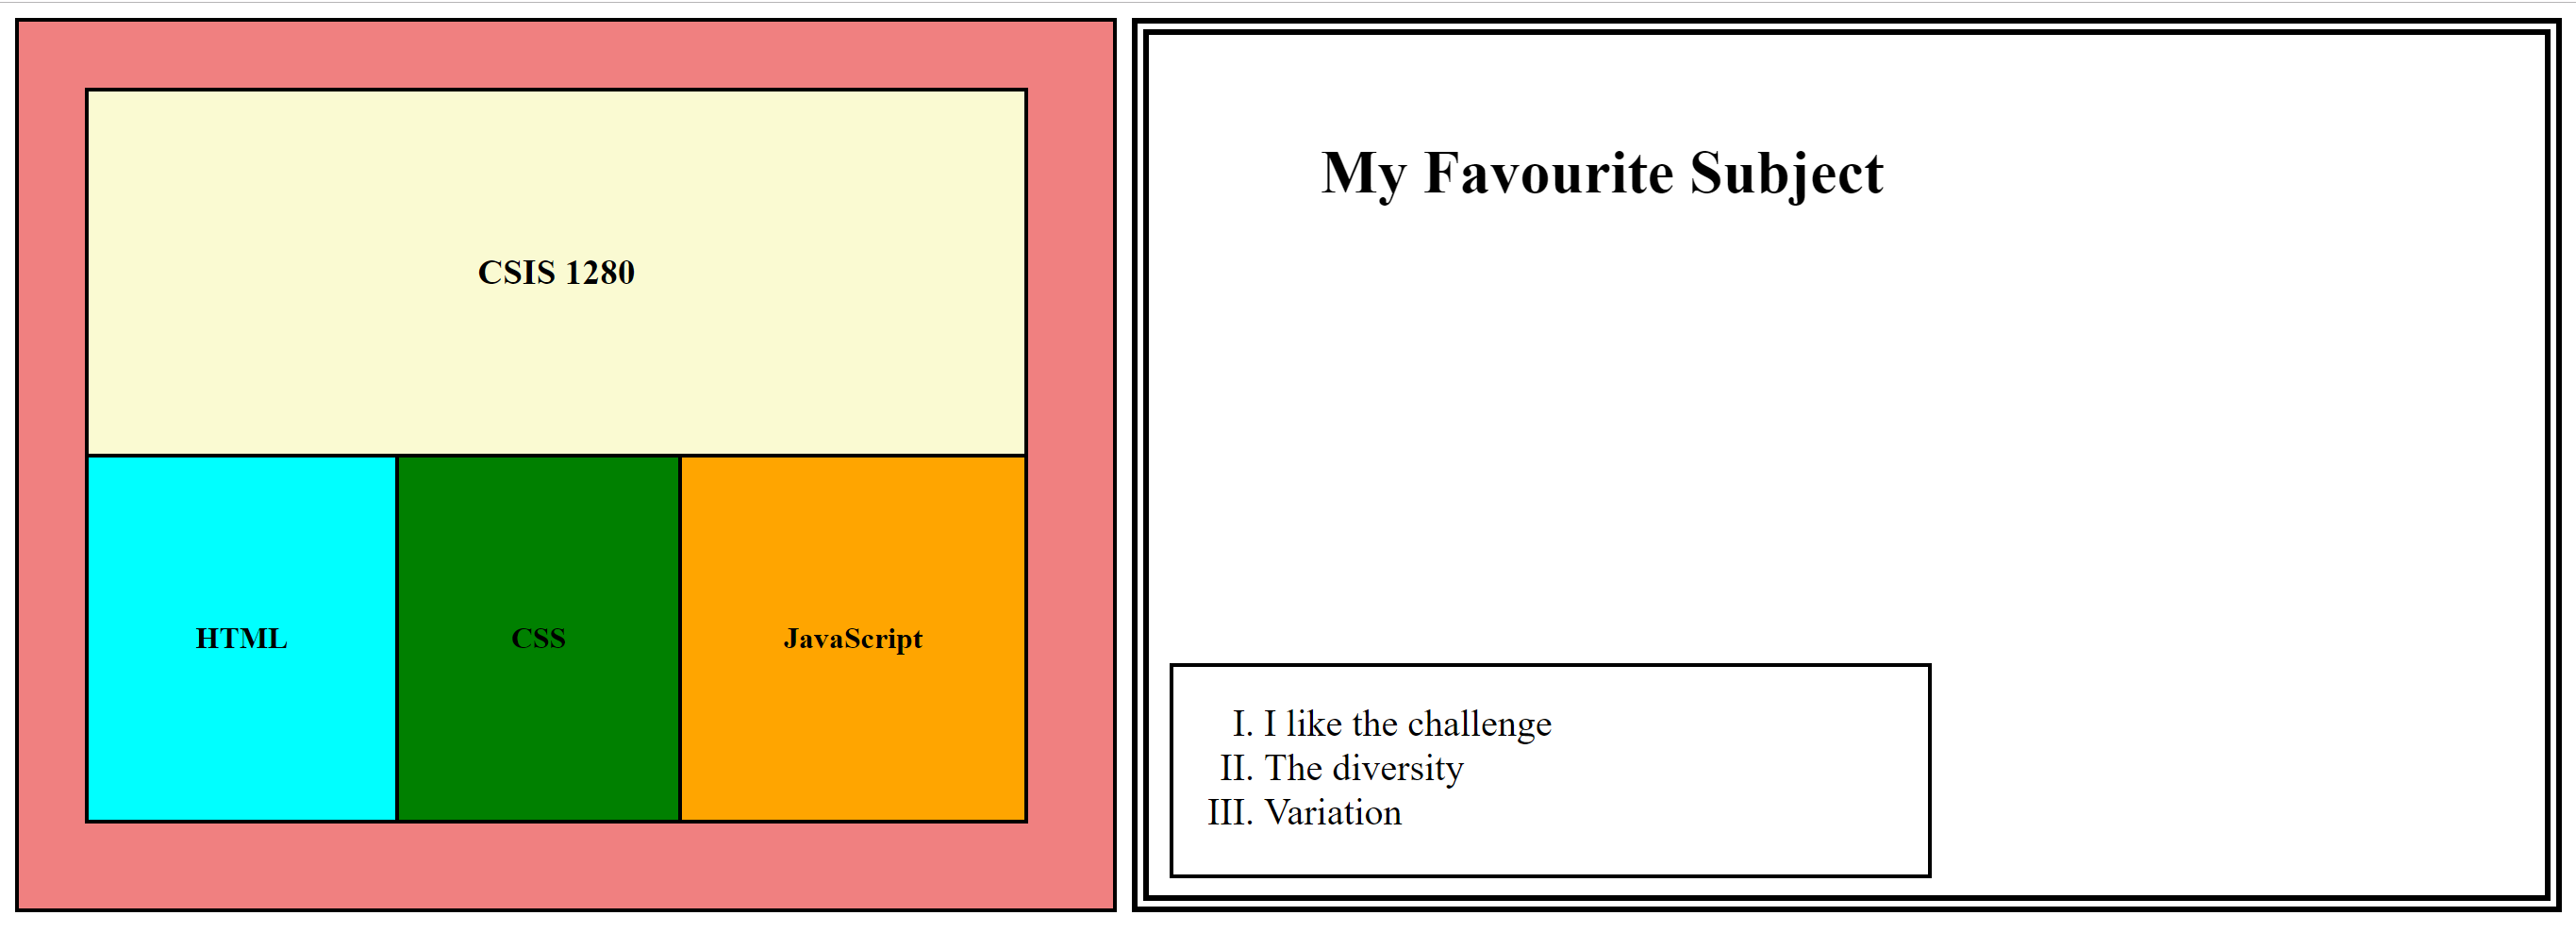 CSIS 1280
HTML
CSS
JavaScript
My Favourite Subject
I. I like the challenge
II. The diversity
III. Variation